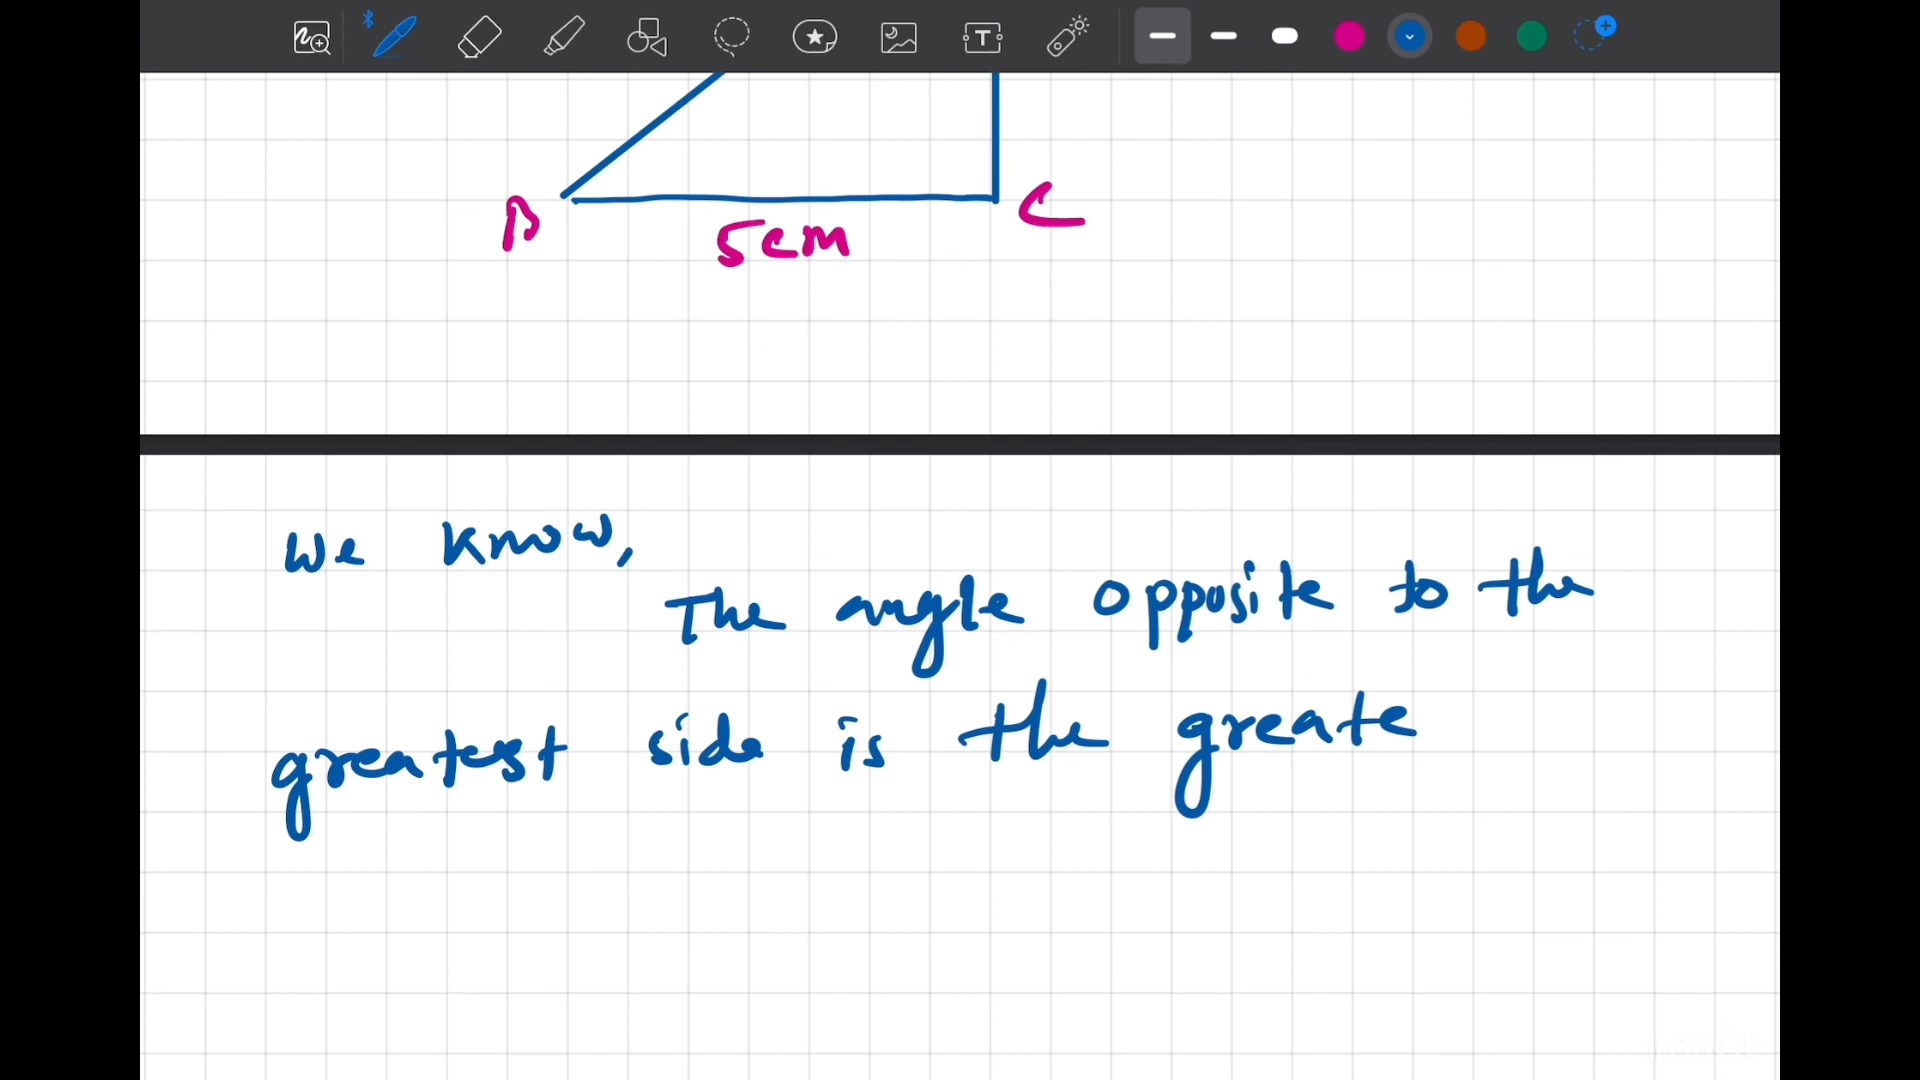 B
C
5cm
We know,
The angle opposite to the
greatest side is the greate